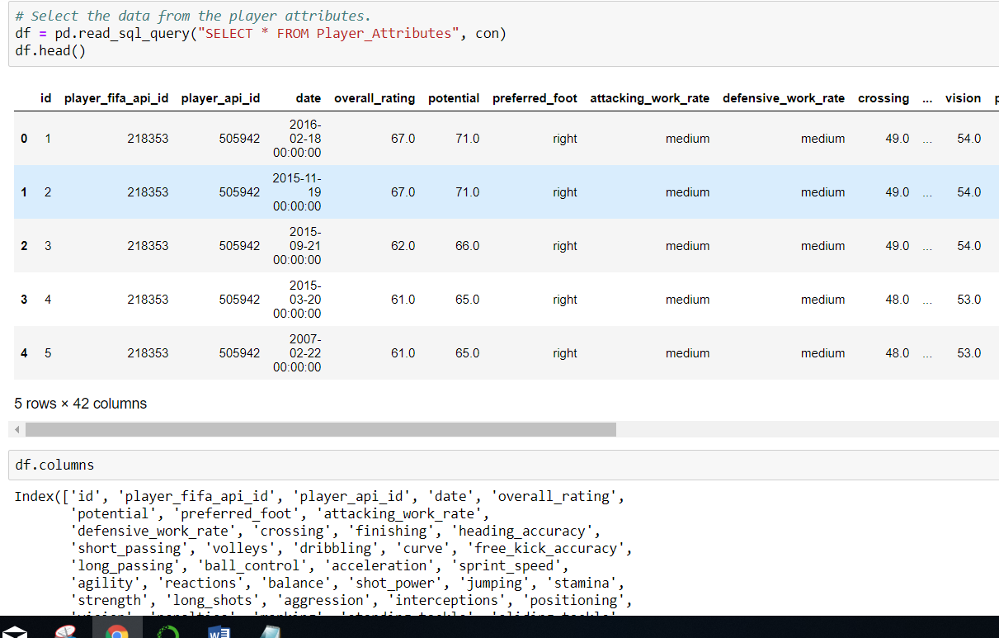 # Select the data from the player attributes.
df = pd.read_sql_query("SELECT * FROM Player_Attributes", con)
df.head()
id player_fifa_api_id player_api_id date overall_rating potential preferred_foot attacking_work_rate defensive_work_rate crossing ... vision
0 1 218353 505942 2016-02-18 00:00:00 67.0 71.0 right medium medium 49.0 ... 54.0
1 2 218353 505942 2015-11-19 00:00:00 67.0 71.0 right medium medium 49.0 ... 54.0
2 3 218353 505942 2015-09-21 00:00:00 62.0 66.0 right medium medium 49.0 ... 54.0
3 4 218353 505942 2015-03-20 00:00:00 61.0 65.0 right medium medium 48.0 ... 53.0
4 5 218353 505942 2007-02-22 00:00:00 61.0 65.0 right medium medium 48.0 ... 53.0
5 rows × 42 columns
df.columns
Index(['id', 'player_fifa_api_id', 'player_api_id', 'date', 'overall_rating',
'potential', 'preferred_foot', 'attacking_work_rate',
'defensive_work_rate', 'crossing', 'finishing', 'heading_accuracy',
'short_passing', 'volleys', 'dribbling', 'curve', 'free_kick_accuracy',
'long_passing', 'ball_control', 'acceleration', 'sprint_speed',
'agility', 'reactions', 'balance', 'shot_power', 'jumping', 'stamina',
'strength', 'long_shots', 'aggression', 'interceptions', 'positioning',
'vision', 'penalties', 'marking', 'standing_tackle', 'sliding_tackle',